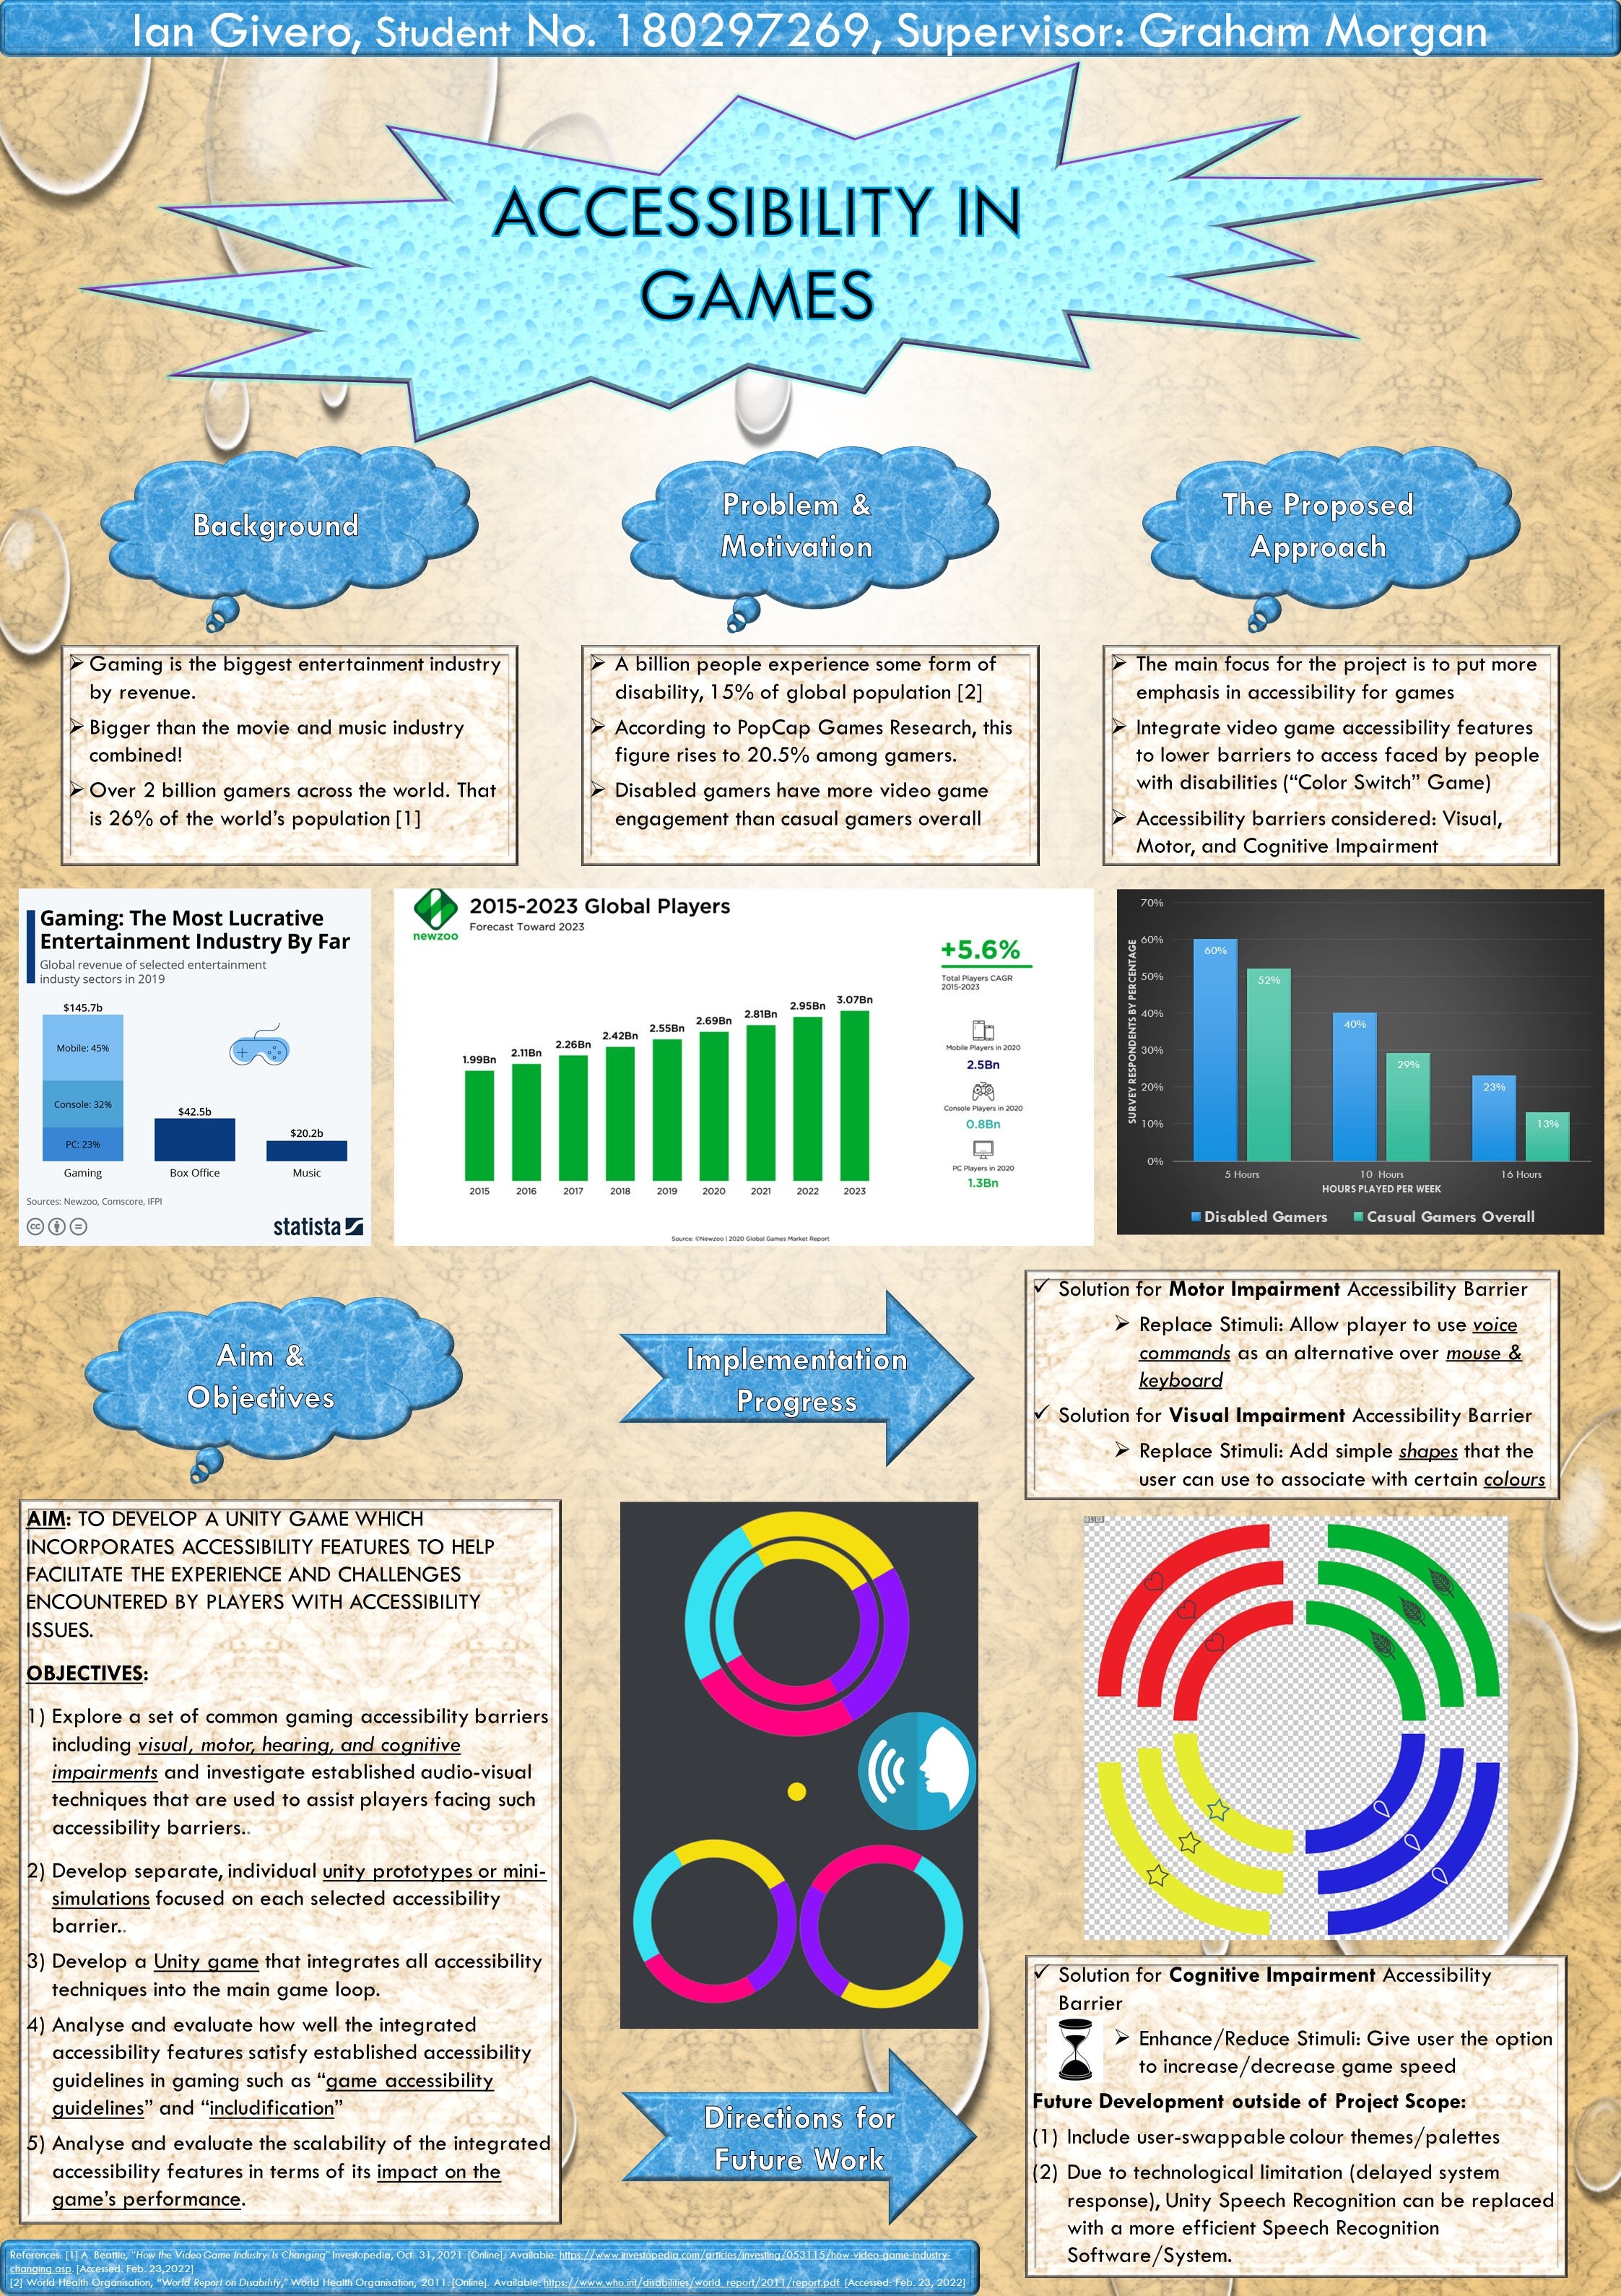 Ian Givero, Student No. 180297269, Supervisor: Graham Morgan
ACCESSIBILITY IN
GAMES
Background
Problem &
Motivation
The Proposed
Approach
➢ Gaming is the biggest entertainment industry
by revenue.
➢ Bigger than the movie and music industry
combined!
➢ Over 2 billion gamers across the world. That
is 26% of the world's population [1]
➢ A billion people experience some form of
disability, 15% of global population [2]
➢ According to PopCap Games Research, this
figure rises to 20.5% among gamers.
➢ Disabled gamers have more video game
engagement than casual gamers overall
➢ The main focus for the project is to put more
emphasis in accessibility for games
➢ Integrate video game accessibility features
to lower barriers to access faced by people
with disabilities ("Color Switch" Game)
➢ Accessibility barriers considered: Visual,
Motor, and Cognitive Impairment
Gaming: The Most Lucrative
Entertainment Industry By Far
Global revenue of selected entertainment
industy sectors in 2019
$145.7b
Mobile: 45%
Console: 32%
PC: 23%
$42.5b
$20.2b
Gaming
Box Office
Music
Sources: Newzoo, Comscore, IFPI
cc
statista
newzoo
2015-2023 Global Players
Forecast Toward 2023
+5.6%
Total Players CAGR
2015-2023
1.99Bn
2.11Bn
2.26Bn
2.42Bn
2.55Bn
2.69Bn
2.81Bn
2.95Bn
3.07Bn
2015
2016
2017
2018
2019
2020
2021
2022
2023
Mobile Players in 2020
2.5Bn
Console Players in 2020
0.8Bn
PC Players in 2020
1.3Bn
Source: ©Newzoo | 2020 Global Games Market Report
SURVEY RESPONDENTS BY PERCENTAGE
70%
60%
50%
40%
30%
20%
10%
0%
60%
52%
40%
29%
23%
13%
5 Hours
10 Hours
16 Hours
HOURS PLAYED PER WEEK
Disabled Gamers
Casual Gamers Overall
Aim &
Objectives
Implementation
Progress
✓ Solution for Motor Impairment Accessibility Barrier
➢ Replace Stimuli: Allow player to use voice
commands as an alternative over mouse &
keyboard
✓ Solution for Visual Impairment Accessibility Barrier
➢ Replace Stimuli: Add simple shapes that the
user can use to associate with certain colours
AIM: TO DEVELOP A UNITY GAME WHICH
INCORPORATES ACCESSIBILITY FEATURES TO HELP
FACILITATE THE EXPERIENCE AND CHALLENGES
ENCOUNTERED BY PLAYERS WITH ACCESSIBILITY
ISSUES.
OBJECTIVES:
1) Explore a set of common gaming accessibility barriers
including visual, motor, hearing, and cognitive
impairments and investigate established audio-visual
techniques that are used to assist players facing such
accessibility barriers..
2) Develop separate, individual unity prototypes or mini-
simulations focused on each selected accessibility
barrier..
3) Develop a Unity game that integrates all accessibility
techniques into the main game loop.
4) Analyse and evaluate how well the integrated
accessibility features satisfy established accessibility
guidelines in gaming such as "game accessibility
guidelines" and "includification"
5) Analyse and evaluate the scalability of the integrated
accessibility features in terms of its impact on the
game's performance.
✓ Solution for Cognitive Impairment Accessibility
Barrier
➢ Enhance/Reduce Stimuli: Give user the option
to increase/decrease game speed
Future Development outside of Project Scope:
(1) Include user-swappable colour themes/palettes
(2) Due to technological limitation (delayed system
response), Unity Speech Recognition can be replaced
with a more efficient Speech Recognition
Software/System.
Directions for
Future Work
References: [1] A. Beattie, "How the Video Game Industry Is Changing" Investopedia, Oct. 31, 2021. [Online]. Available: https://www.investopedia.com/articles/investing/053115/how-video-game-industry-
changing.asp. [Accessed: Feb. 23,2022]
[2] World Health Organisation, "World Report on Disability," World Health Organisation, 2011. [Online]. Available: https://www.who.int/disabilities/world_report/2011/report.pdf. [Accessed: Feb. 23, 2022]